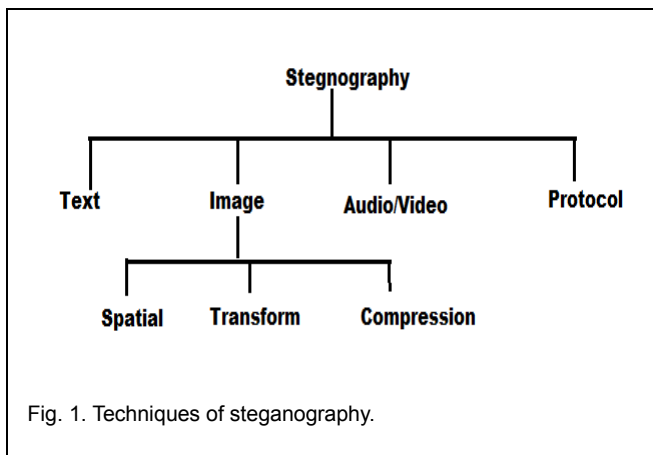 Stegnography
Text Image Audio/Video Protocol
Spatial Transform Compression
Fig. 1. Techniques of steganography.